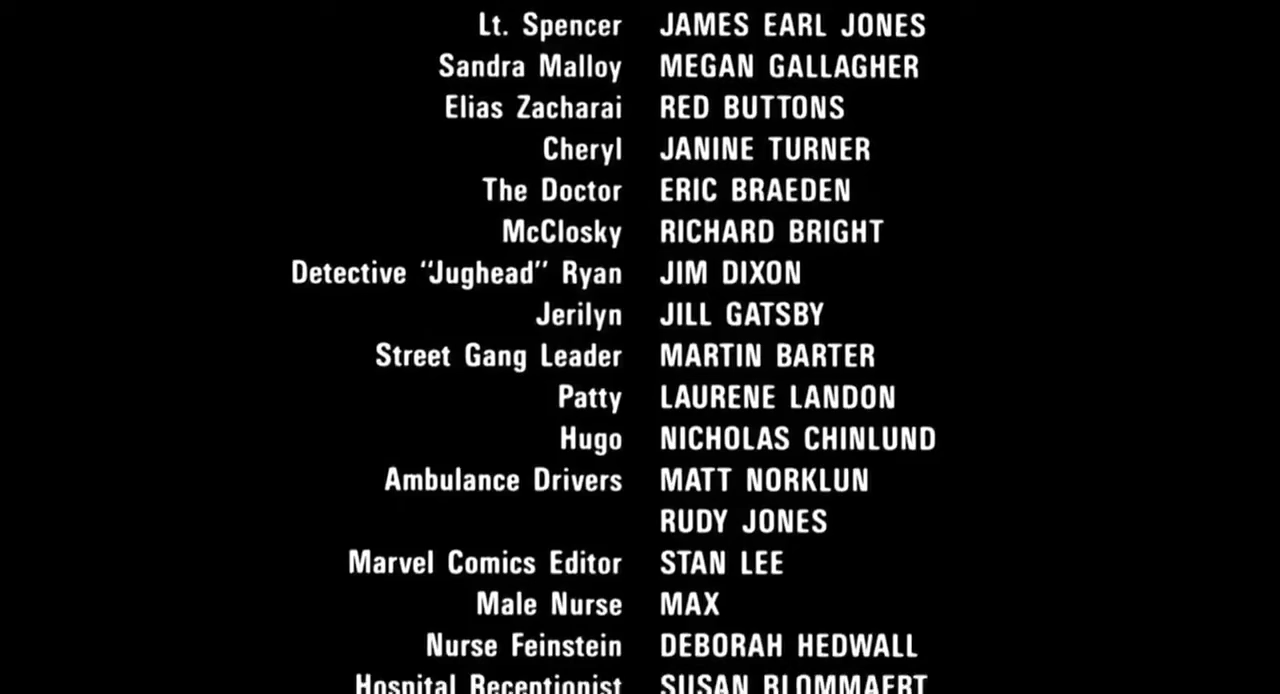 Lt. Spencer JAMES EARL JONES
Sandra Malloy MEGAN GALLAGHER
Elias Zacharai RED BUTTONS
Cheryl JANINE TURNER
The Doctor ERIC BRAEDEN
McClosky RICHARD BRIGHT
Detective "Jughead" Ryan JIM DIXON
Jerilyn JILL GATSBY
Street Gang Leader MARTIN BARTER
Patty LAURENE LANDON
Hugo NICHOLAS CHINLUND
Ambulance Drivers MATT NORKLUN
RUDY JONES
Marvel Comics Editor STAN LEE
Male Nurse MAX
Nurse Feinstein DEBORAH HEDWALL
Hospital Receptionist SUSAN BLOMMAERT